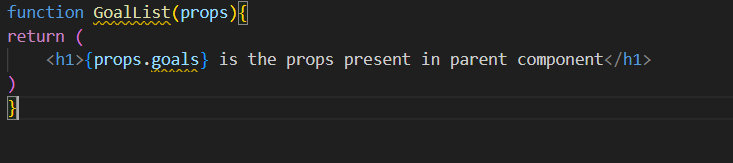 function GoalList(props){
return (
<h1>{props.goals} is the props present in parent component</h1>
)
}